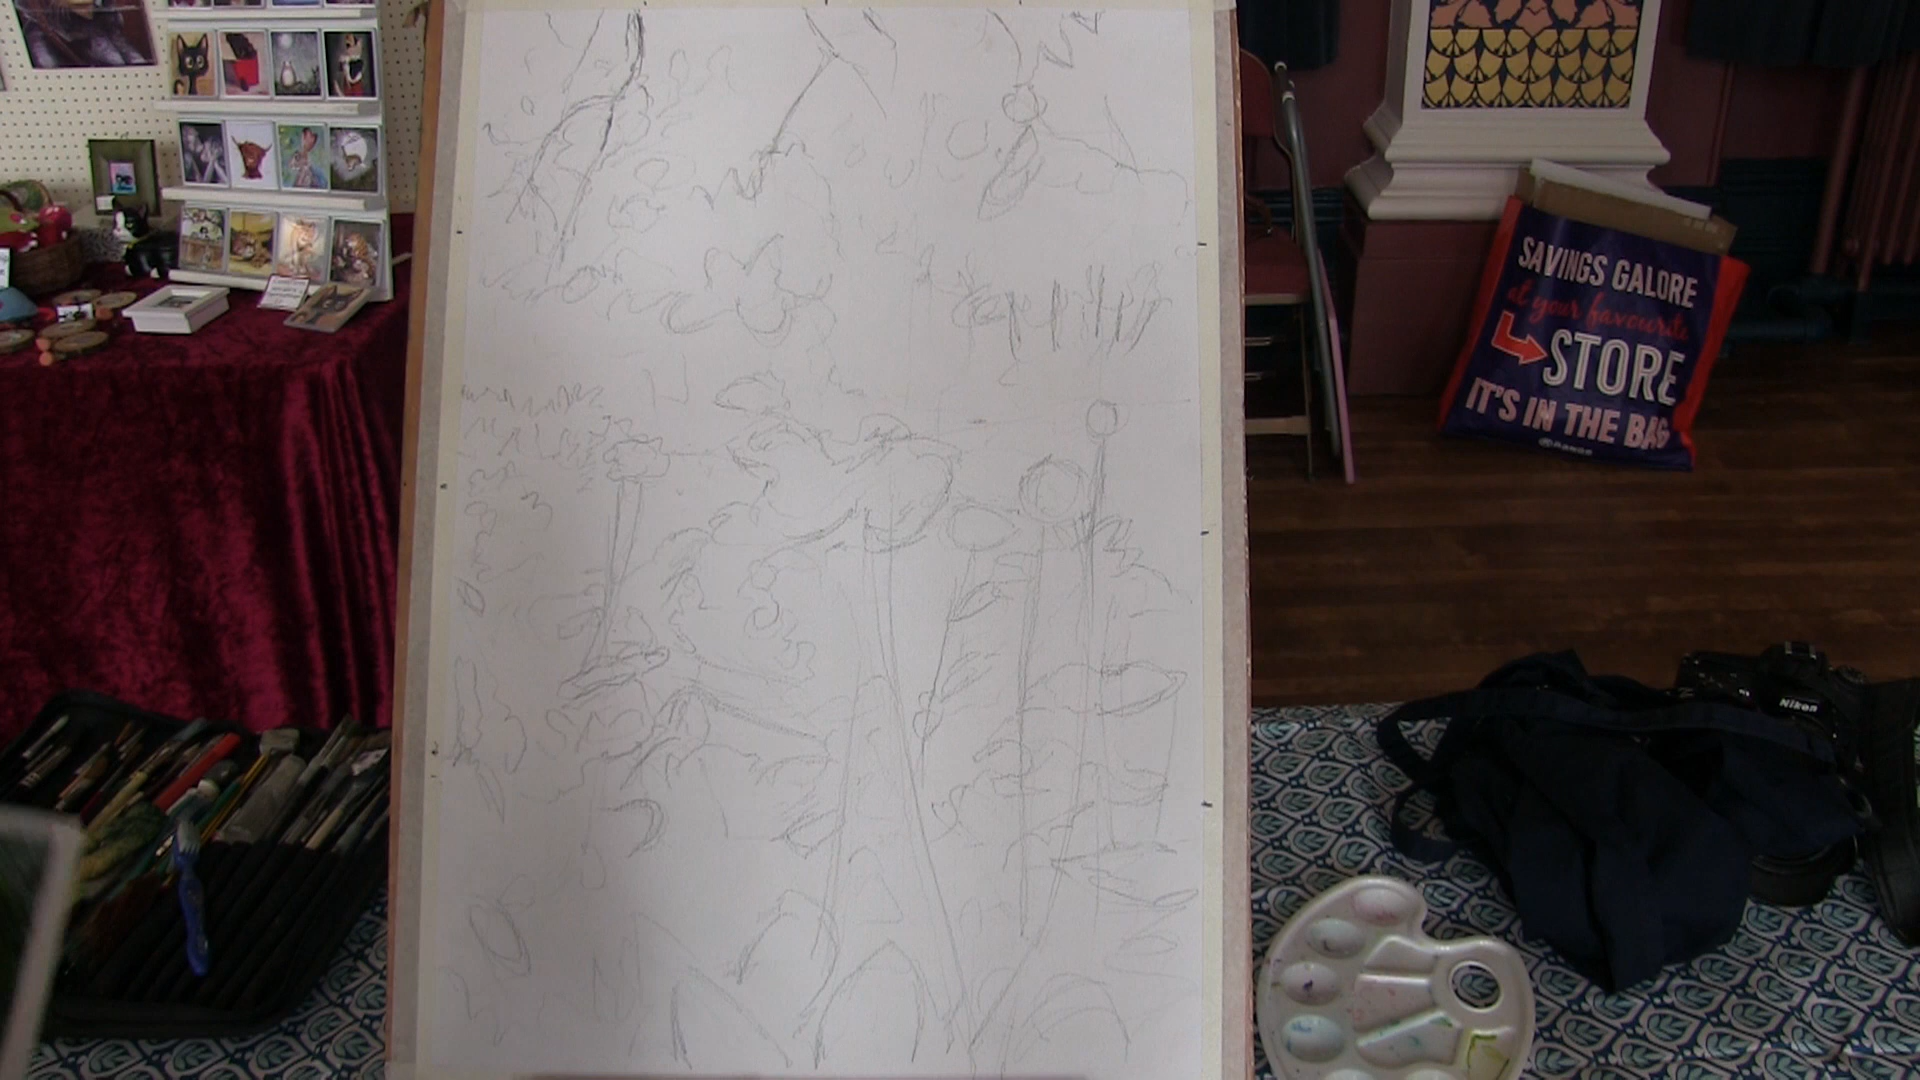 SAVINGS GALORE
at your favourite
STORE
IT'S IN THE BAG
Nikon